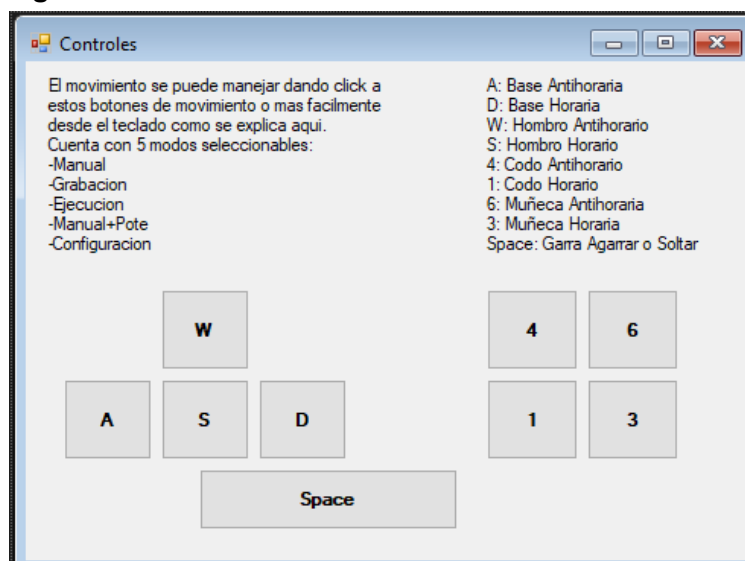 Controles
El movimiento se puede manejar dando click a
estos botones de movimiento o mas facilmente
desde el teclado como se explica aqui.
Cuenta con 5 modos seleccionables:
-Manual
-Grabacion
-Ejecucion
-Manual+Pote
-Configuracion
A: Base Antihoraria
D: Base Horaria
W: Hombro Antihorario
S: Hombro Horario
4: Codo Antihorario
1: Codo Horario
6: Muñeca Antihoraria
3: Muñeca Horaria
Space: Garra Agarrar o Soltar
W
4 6
A S D
1 3
Space